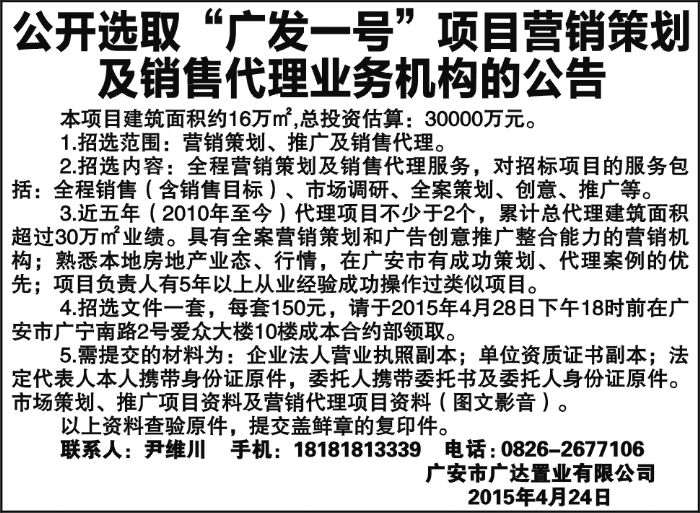 公开选取“广发一号”项目营销策划
及销售代理业务机构的公告
本项目建筑面积约16万㎡,总投资估算：30000万元。
1.招选范围：营销策划、推广及销售代理。
2.招选内容：全程营销策划及销售代理服务，对招标项目的服务包
括：全程销售（含销售目标）、市场调研、全案策划、创意、推广等。
3.近五年（2010年至今）代理项目不少于2个，累计总代理建筑面积
超过30万㎡业绩。具有全案营销策划和广告创意推广整合能力的营销机
构；熟悉本地房地产业态、行情，在广安市有成功策划、代理案例的优
先；项目负责人有5年以上从业经验成功操作过类似项目。
4.招选文件一套，每套150元，请于2015年4月28日下午18时前在广
安市广宁南路2号爱众大楼10楼成本合约部领取。
5.需提交的材料为：企业法人营业执照副本；单位资质证书副本；法
定代表人本人携带身份证原件，委托人携带委托书及委托人身份证原件。
市场策划、推广项目资料及营销代理项目资料（图文影音）。
以上资料查验原件，提交盖鲜章的复印件。
联系人：尹维川 手机：18181813339 电话：0826-2677106
广安市广达置业有限公司
2015年4月24日